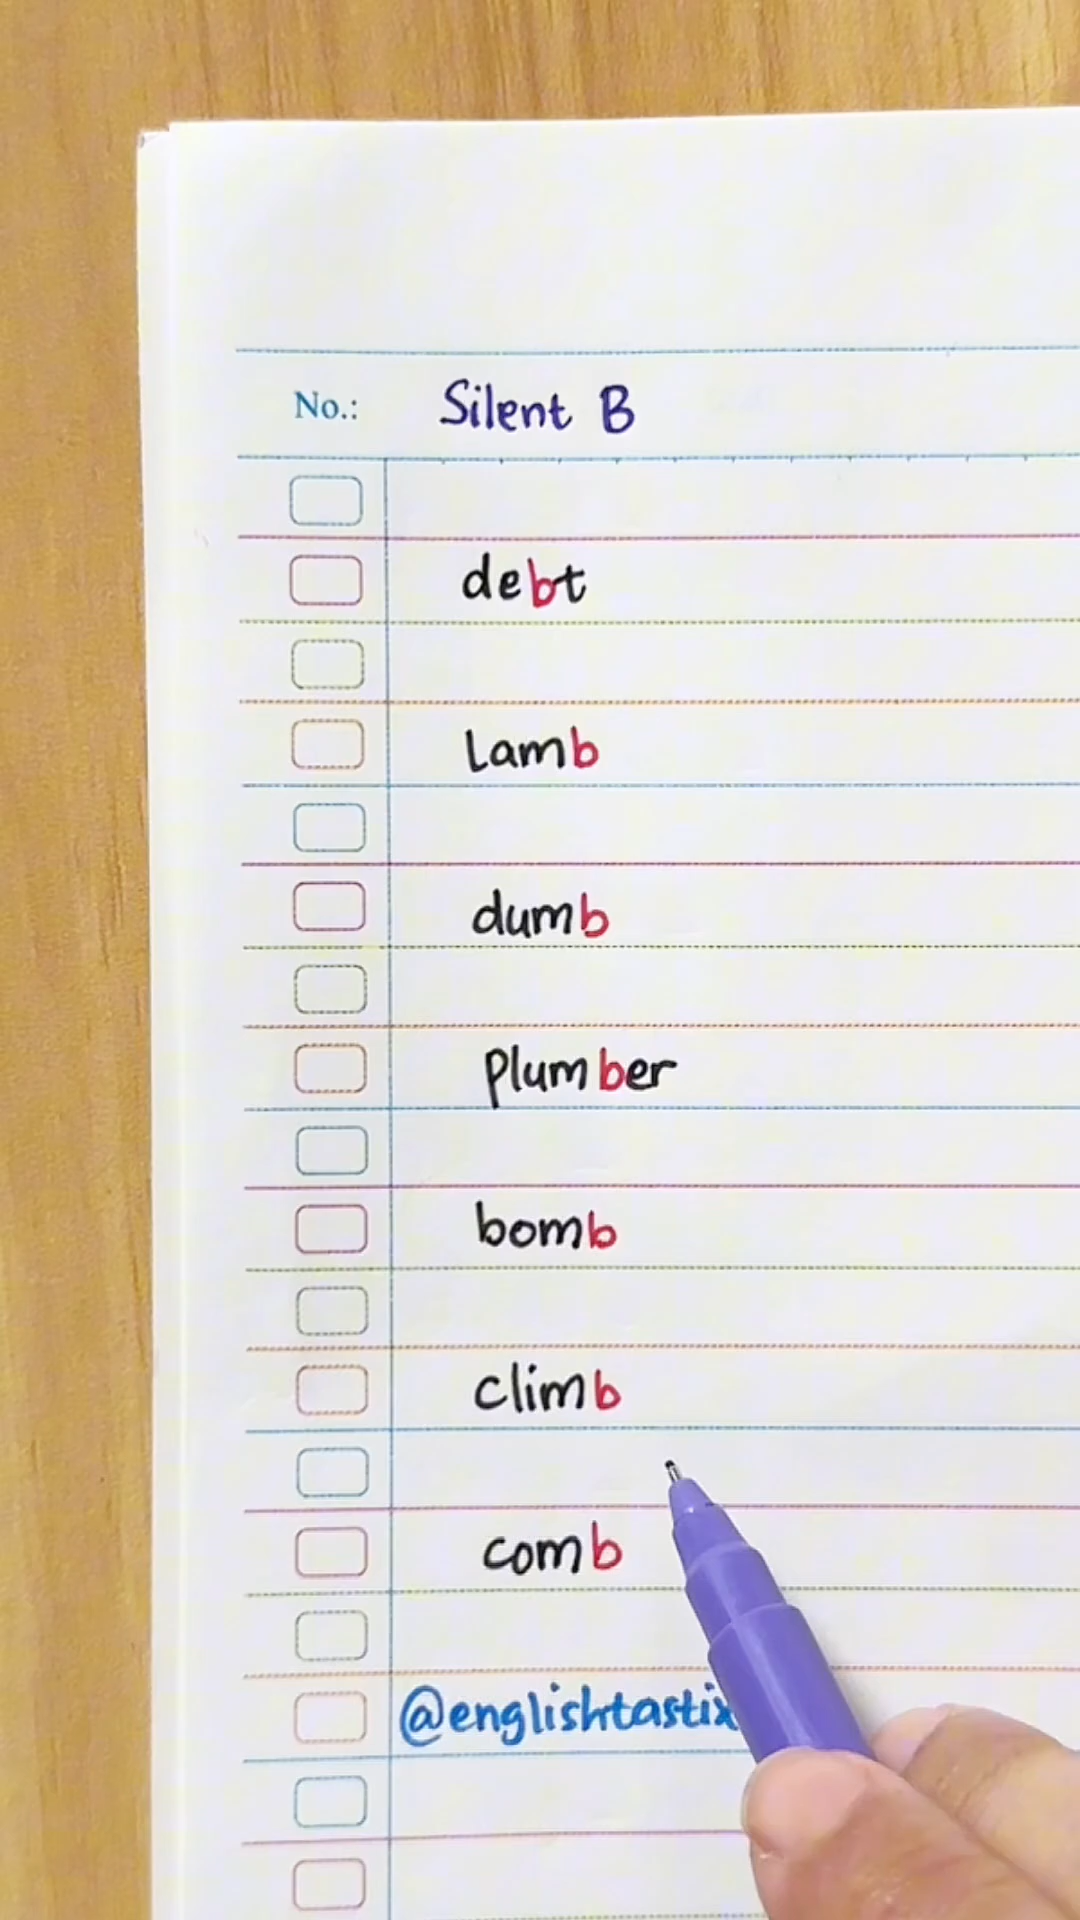 No.: Silent B
debt
Lamb
dumb
plumber
bomb
climb
comb
@englishtastix